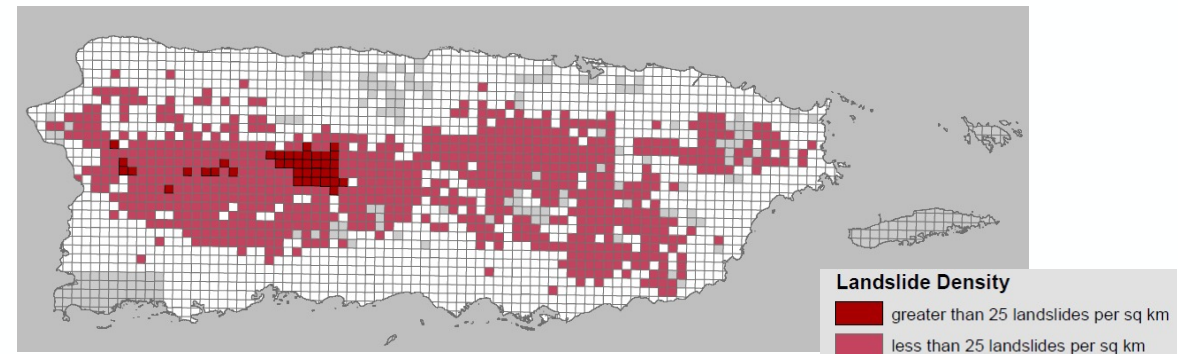 Landslide Density
greater than 25 landslides per sq km
less than 25 landslides per sq km